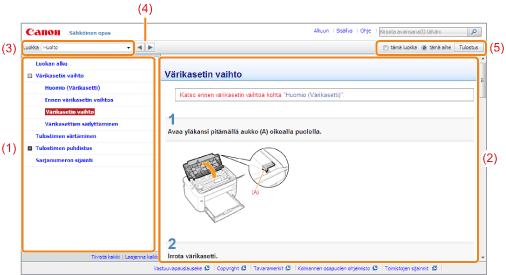 (4)
Canon Sähköinen opas
Alkuun | Sisällys | Ohje
Kirjoita avainsana(t) tähän
(3)
Luokka Huolto
tämä luokka tämä aihe Tulostus
(5)
Luokan alku
Värikasetin vaihto
Huomio (Värikasetti)
Ennen värikasetin vaihtoa
Värikasetin vaihto
Värikasettien säilyttäminen
Tulostimen siirtäminen
Tulostimen puhdistus
Sarjanumeron sijainti
(1)
Tiivistä kaikki | Laajenna kaikki
Värikasetin vaihto
Katso ennen värikasetin vaihtoa kohta "Huomio (Värikasetti)".
1
Avaa yläkansi pitämällä aukko (A) oikealla puolella.
(A)
(2)
2
Irrota värikasetti.
Vastuuvapauslauseke | Copyright | Tavaramerkit | Kolmannen osapuolen ohjelmisto | Toimistojen sijainnit |